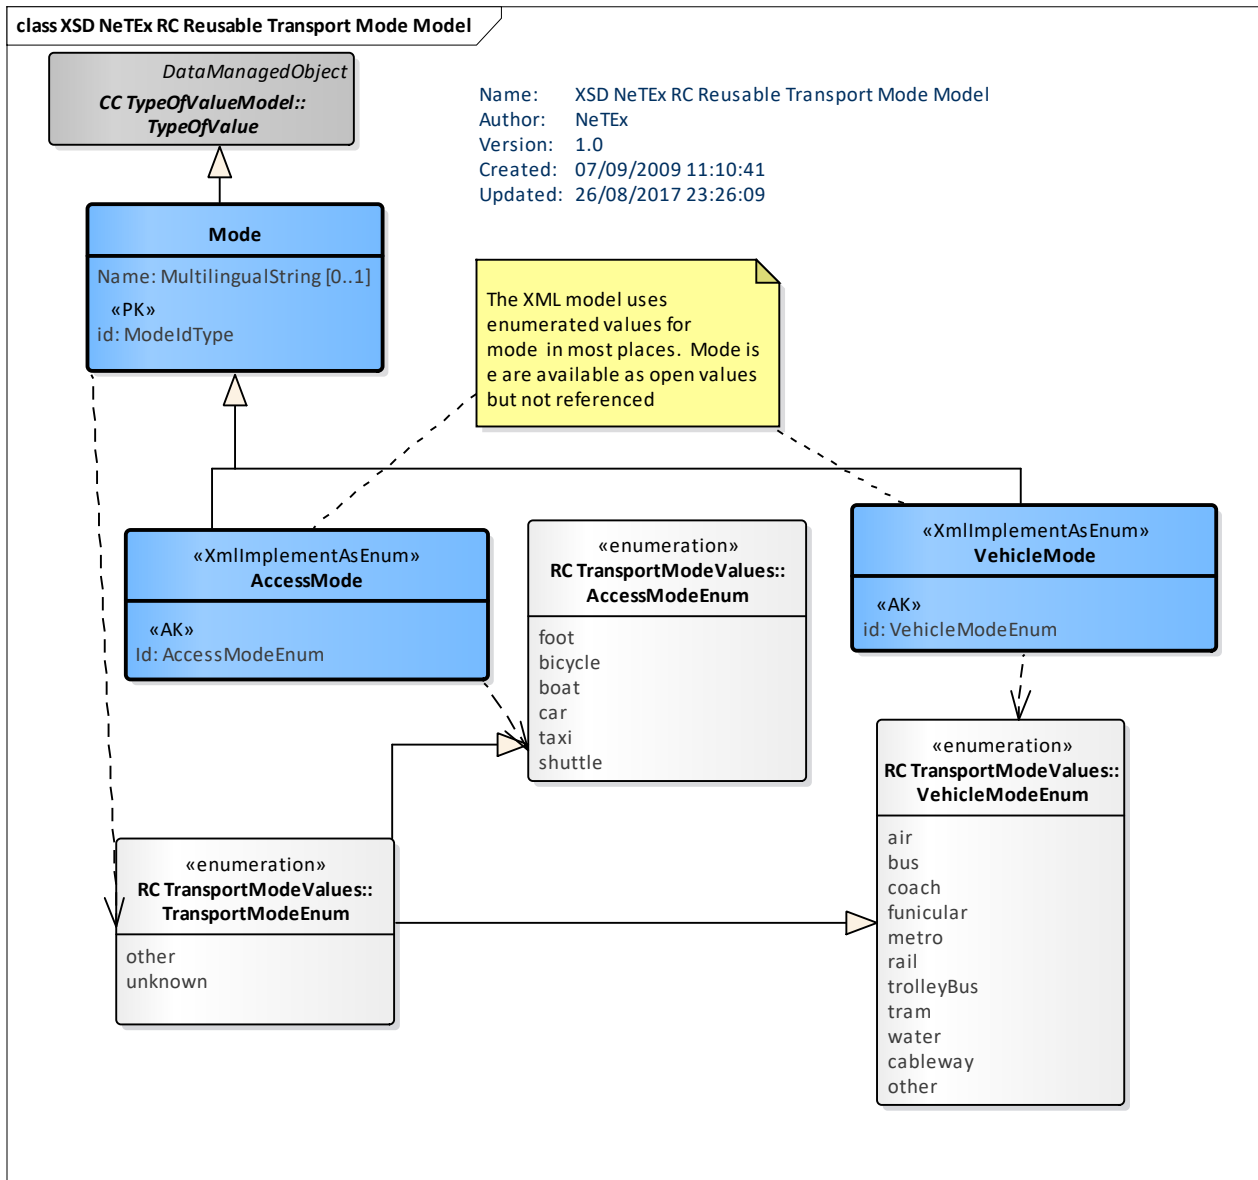 class XSD NeTEx RC Reusable Transport Mode Model
DataManagedObject
CC TypeOfValueModel::
TypeOfValue
Name: XSD NeTEx RC Reusable Transport Mode Model
Author: NeTEx
Version: 1.0
Created: 07/09/2009 11:10:41
Updated: 26/08/2017 23:26:09
Mode
Name: MultilingualString [0..1]
«PK»
id: ModeIdType
The XML model uses
enumerated values for
mode in most places. Mode is
e are available as open values
but not referenced
«XmlImplementAsEnum»
AccessMode
«AK»
Id: AccessModeEnum
«enumeration»
RC TransportModeValues::
AccessModeEnum
foot
bicycle
boat
car
taxi
shuttle
«XmlImplementAsEnum»
VehicleMode
«AK»
id: VehicleModeEnum
«enumeration»
RC TransportModeValues::
VehicleModeEnum
air
bus
coach
funicular
metro
rail
trolleyBus
tram
water
cableway
other
«enumeration»
RC TransportModeValues::
TransportModeEnum
other
unknown